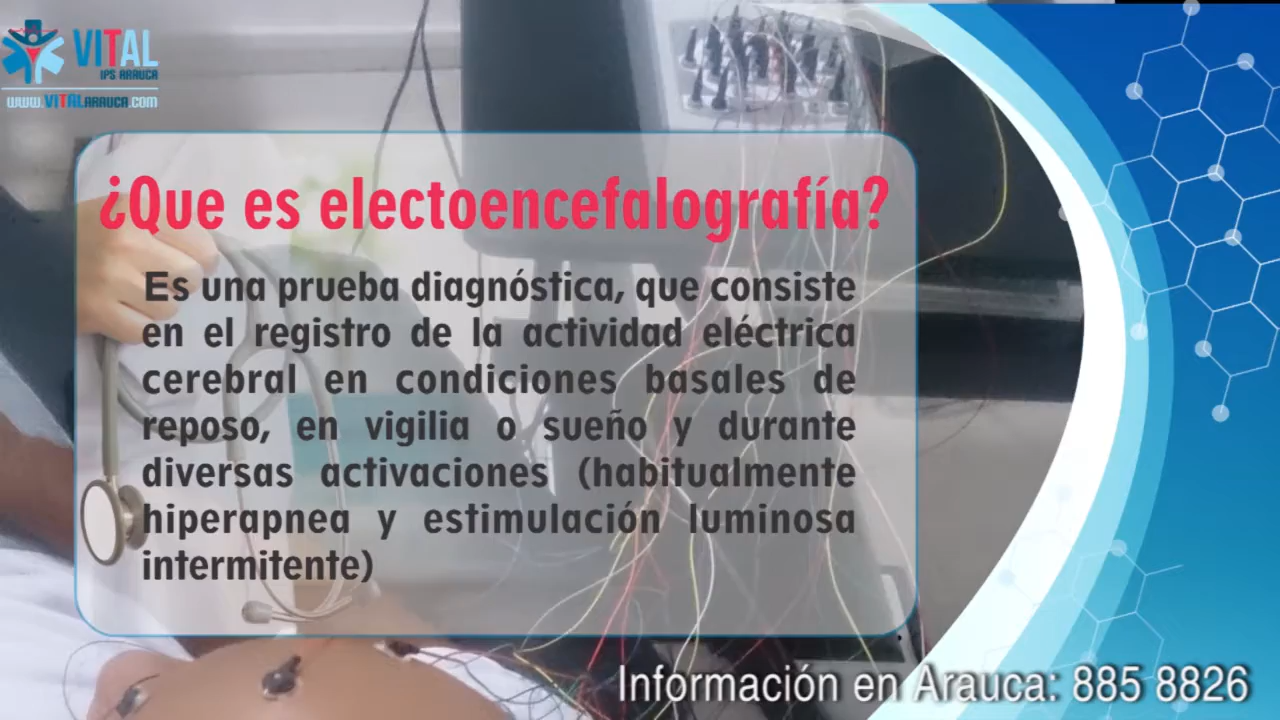 VITAL
IPS ARAUCA
www.VITALARAUCA.COM
¿Que es electoencefalografía?
Es una prueba diagnóstica, que consiste
en el registro de la actividad eléctrica
cerebral en condiciones basales de
reposo, en vigilia o sueño y durante
diversas activaciones (habitualmente
hiperapnea y estimulación luminosa
intermitente)
Información en Arauca: 885 8826